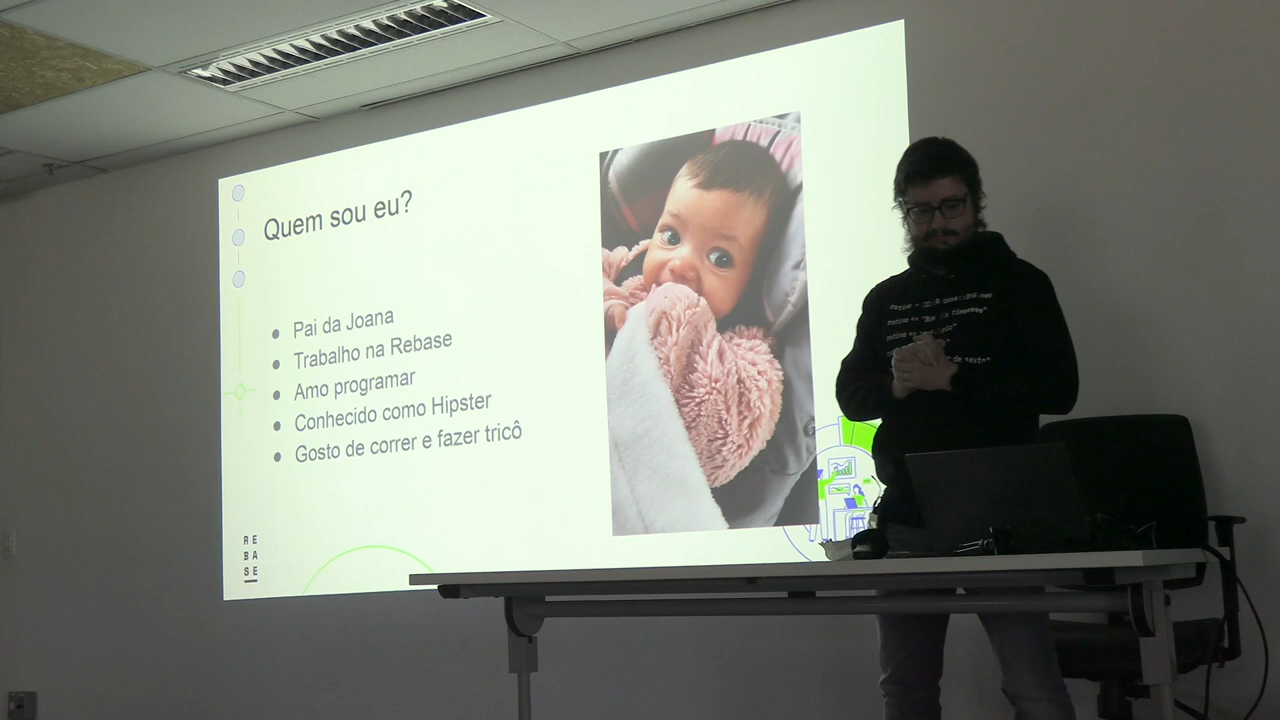 Quem sou eu?
Pai da Joana
Trabalho na Rebase
Amo programar
Conhecido como Hipster
Gosto de correr e fazer tricô
RE
BA
SE